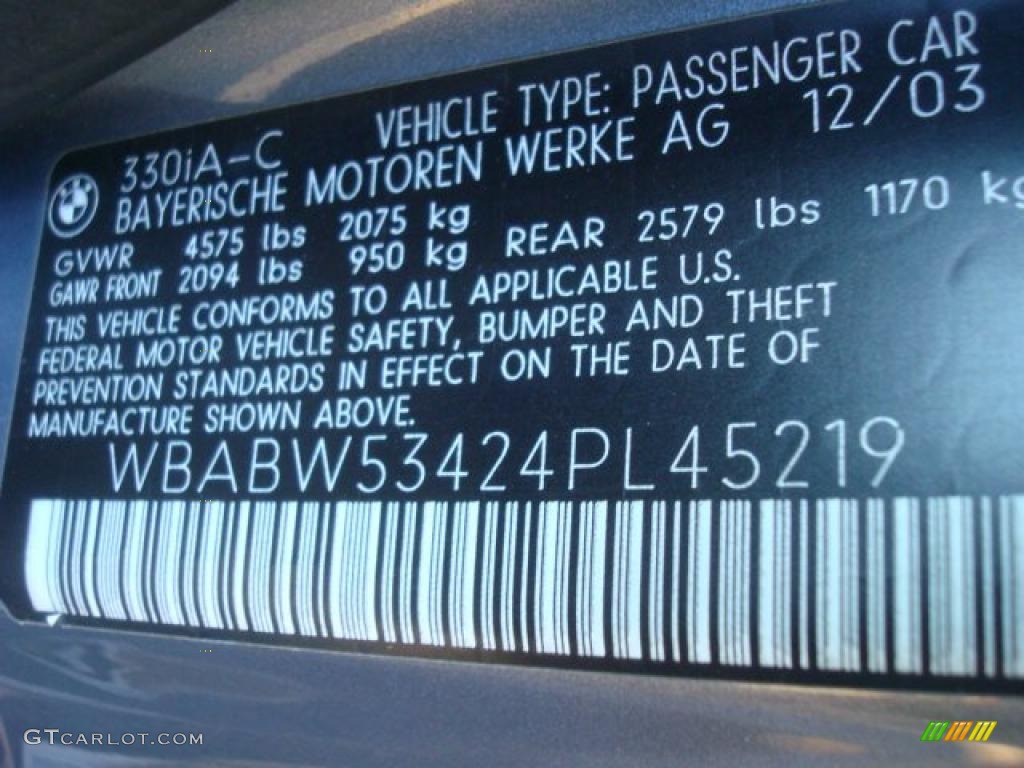 330iA-C VEHICLE TYPE: PASSENGER CAR
BAYERISCHE MOTOREN WERKE AG 12/03
GVWR 4575 lbs 2075 kg
GAWR FRONT 2094 lbs 950 kg REAR 2579 lbs 1170 kg
THIS VEHICLE CONFORMS TO ALL APPLICABLE U.S.
FEDERAL MOTOR VEHICLE SAFETY, BUMPER AND THEFT
PREVENTION STANDARDS IN EFFECT ON THE DATE OF
MANUFACTURE SHOWN ABOVE.
WBABW53424PL45219
GTCARLOT.COM